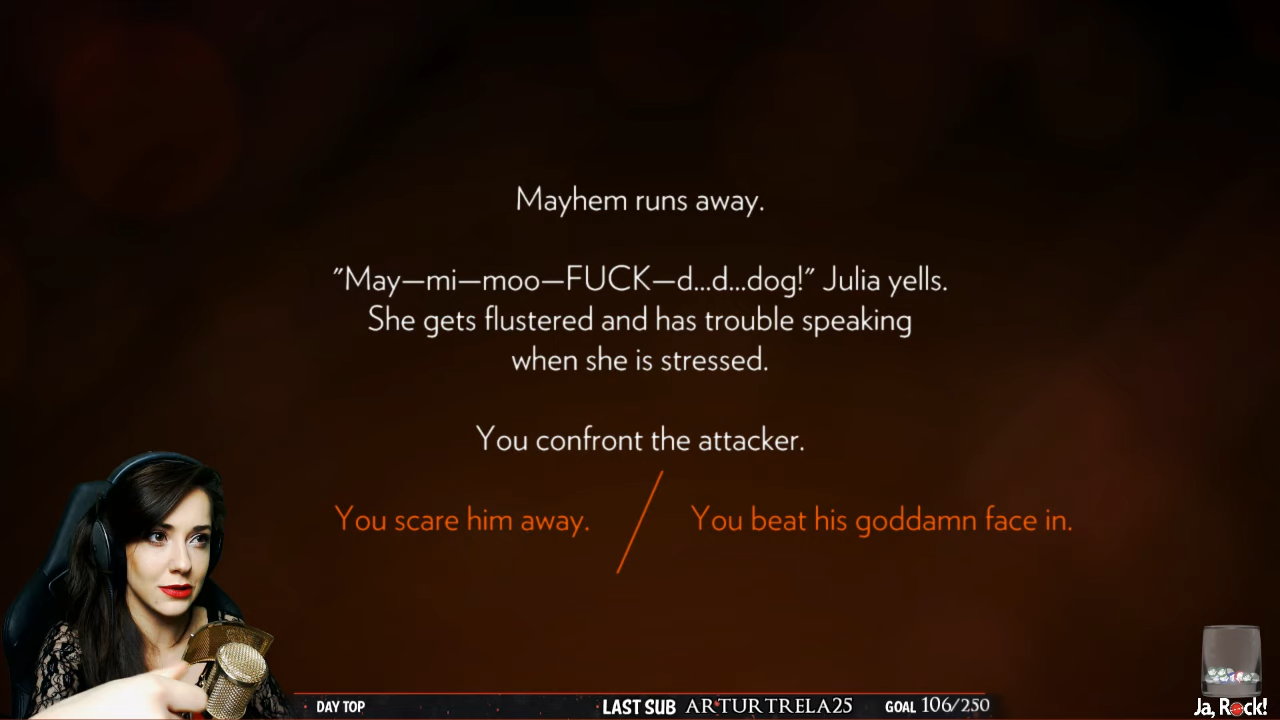 Mayhem runs away.
"May—mi—moo—FUCK—d...d...dog!" Julia yells.
She gets flustered and has trouble speaking
when she is stressed.
You confront the attacker.
You scare him away. / You beat his goddamn face in.
DAY TOP LAST SUB ARTURTRELA25 GOAL 106/250
Ja, Rock!